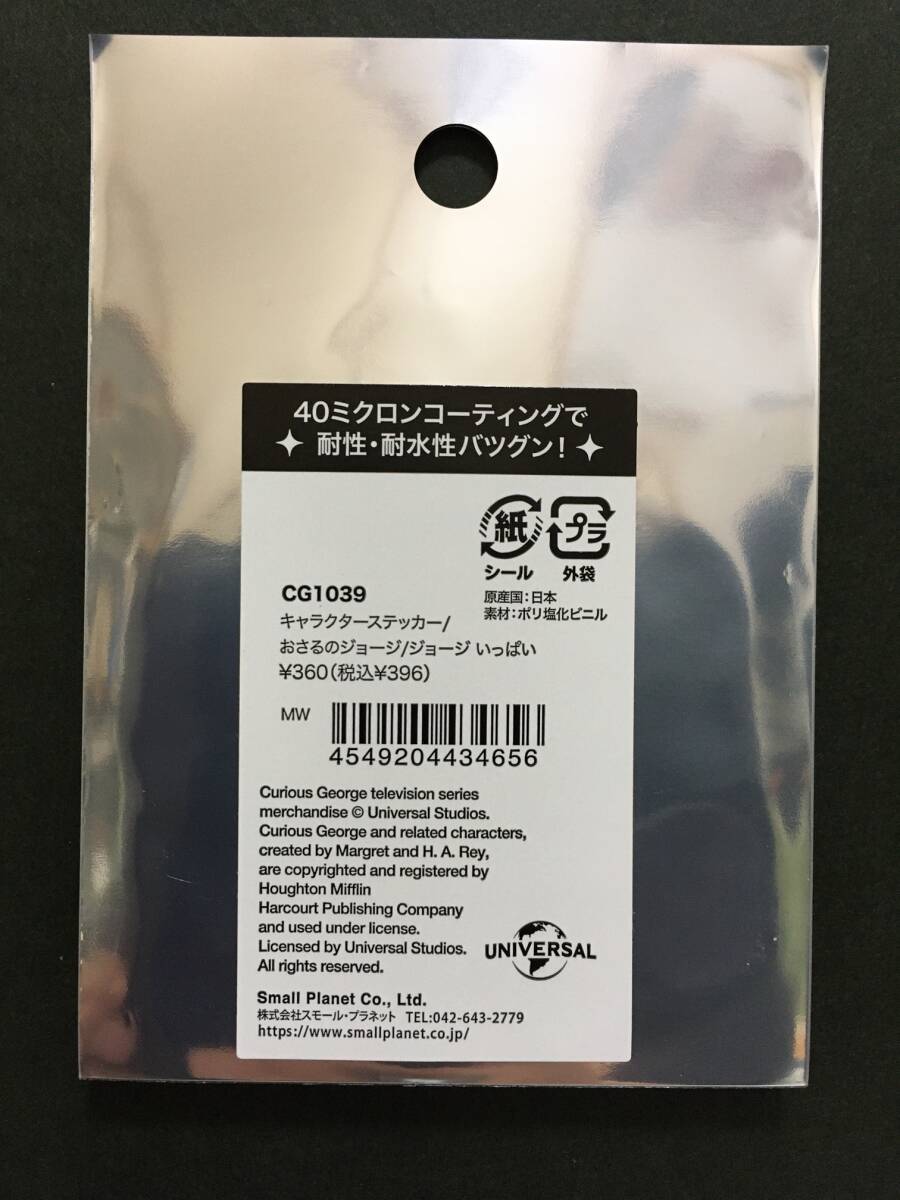 40ミクロンコーティングで
耐性・耐水性バツグン!
紙 プラ
シール 外袋
原産国:日本
素材:ポリ塩化ビニル
CG1039
キャラクターステッカー/
おさるのジョージ/ジョージ いっぱい
¥360(税込¥396)
MW
4549204434656
Curious George television series
merchandise © Universal Studios.
Curious George and related characters,
created by Margret and H. A. Rey,
are copyrighted and registered by
Houghton Mifflin
Harcourt Publishing Company
and used under license.
Licensed by Universal Studios.
All rights reserved.
UNIVERSAL
Small Planet Co., Ltd.
株式会社スモール・プラネット TEL:042-643-2779
https://www.smallplanet.co.jp/